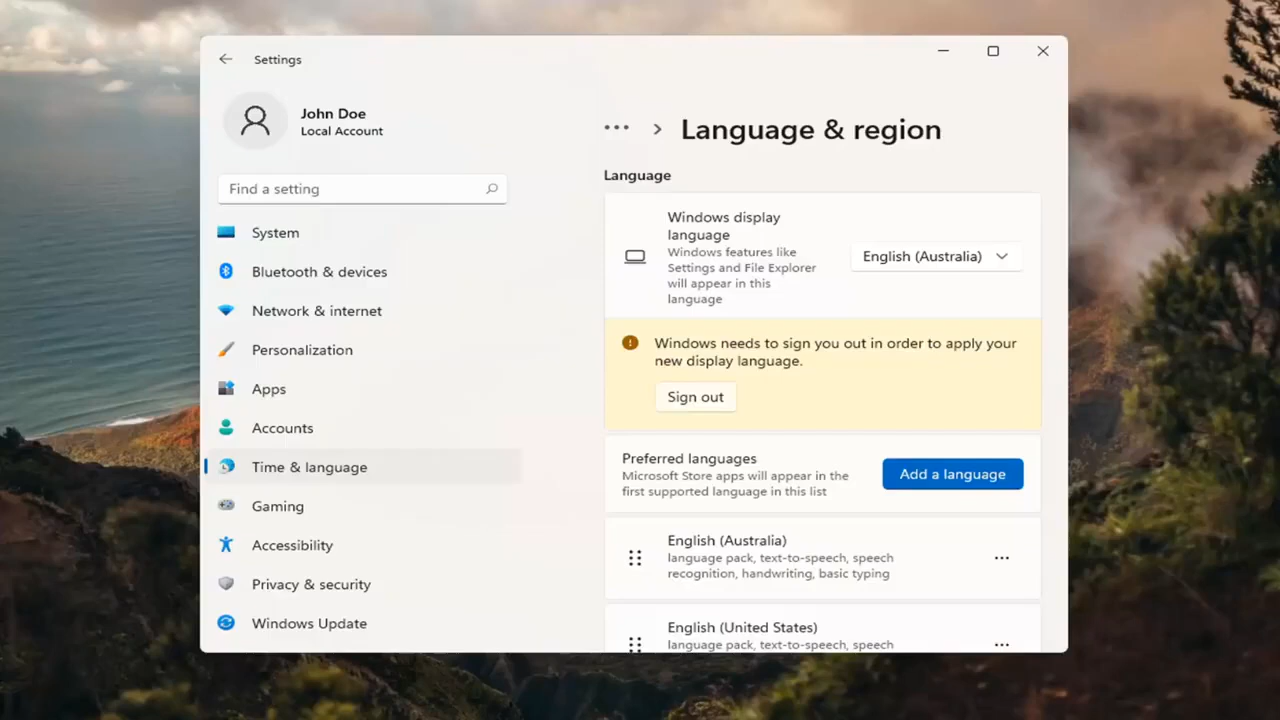 Settings
John Doe
Local Account
Find a setting
System
Bluetooth & devices
Network & internet
Personalization
Apps
Accounts
Time & language
Gaming
Accessibility
Privacy & security
Windows Update
Language & region
Language
Windows display
language
Windows features like
Settings and File Explorer
will appear in this
language
English (Australia)
Windows needs to sign you out in order to apply your
new display language.
Sign out
Preferred languages
Microsoft Store apps will appear in the
first supported language in this list
Add a language
English (Australia)
language pack, text-to-speech, speech
recognition, handwriting, basic typing
English (United States)
language pack, text-to-speech, speech